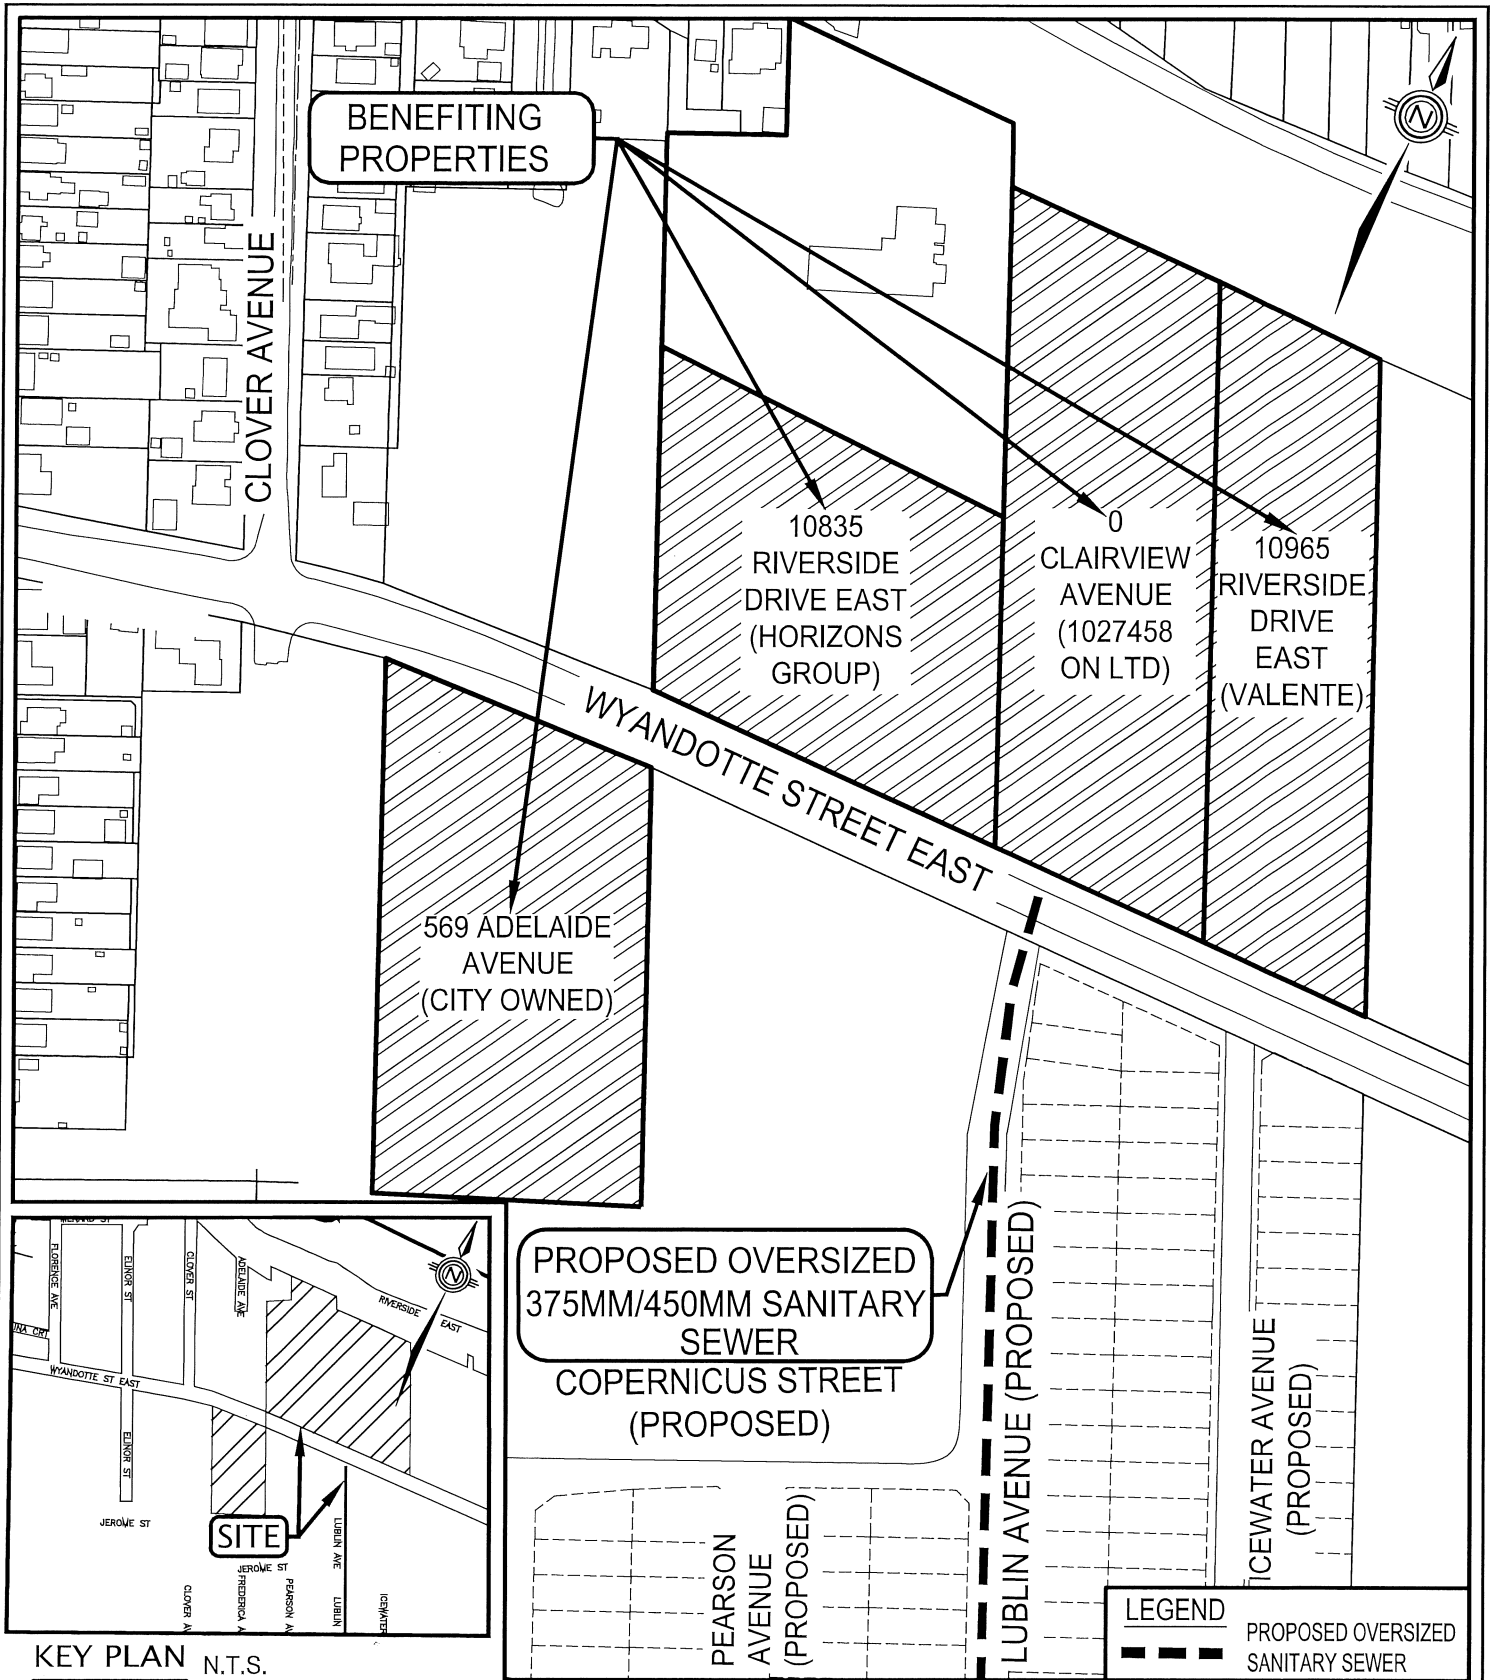 BENEFITING
PROPERTIES
N
CLOVER AVENUE
10835
RIVERSIDE
DRIVE EAST
(HORIZONS
GROUP)
0
CLAIRVIEW
AVENUE
(1027458
ON LTD)
10965
RIVERSIDE
DRIVE
EAST
(VALENTE)
WYANDOTTE STREET EAST
569 ADELAIDE
AVENUE
(CITY OWNED)
PROPOSED OVERSIZED
375MM/450MM SANITARY
SEWER
COPERNICUS STREET
(PROPOSED)
LUBLIN AVENUE (PROPOSED)
ICEWATER AVENUE
(PROPOSED)
PEARSON
AVENUE
(PROPOSED)
LEGEND
PROPOSED OVERSIZED
SANITARY SEWER
FLORENCE AVE
ELINOR ST
CLOVER ST
ADELAIDE AVE
N
RIVERSIDE
EAST
INA CRT
WYANDOTTE ST EAST
ELINOR ST
JEROME ST
SITE
JEROME ST
LUBLIN AVE
LUBLIN
CLOVER AV
FREDERICA A
PEARSON AV
ICEWATER
KEY PLAN N.T.S.